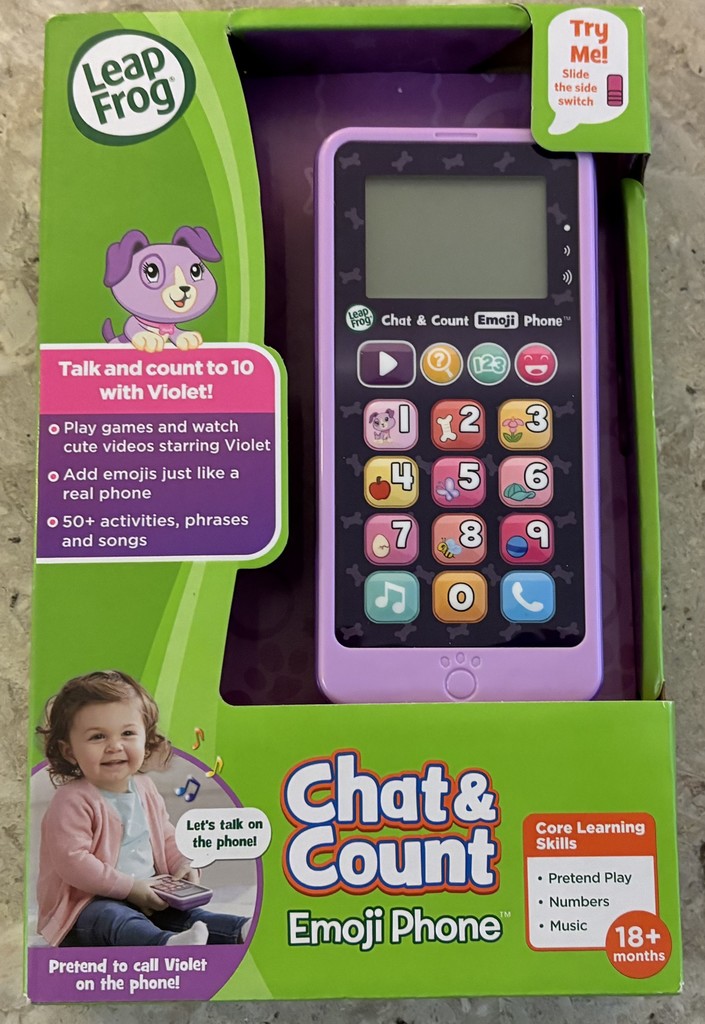 Leap
Frog®
Try
Me!
Slide
the side
switch
Leap
Frog
Chat & Count Emoji Phone™
? 123
1 2 3
4 5 6
7 8 9
0
Talk and count to 10
with Violet!
• Play games and watch
cute videos starring Violet
• Add emojis just like a
real phone
• 50+ activities, phrases
and songs
Let's talk on
the phone!
Pretend to call Violet
on the phone!
Chat &
Count
Emoji Phone™
Core Learning
Skills
• Pretend Play
• Numbers
• Music
18+
months